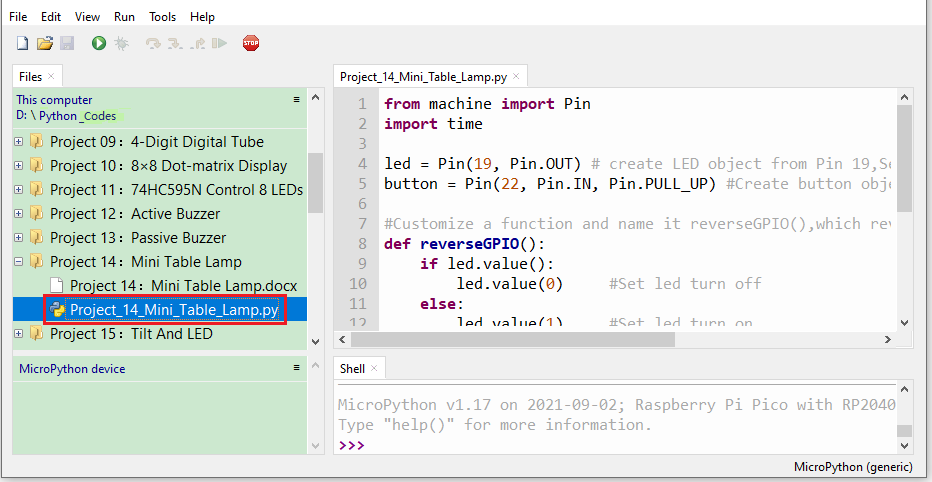 File Edit View Run Tools Help
STOP
Files ×
This computer
D: \ Python _Codes
Project 09：4-Digit Digital Tube
Project 10：8×8 Dot-matrix Display
Project 11：74HC595N Control 8 LEDs
Project 12：Active Buzzer
Project 13：Passive Buzzer
Project 14：Mini Table Lamp
Project 14：Mini Table Lamp.docx
Project_14_Mini_Table_Lamp.py
Project 15：Tilt And LED
MicroPython device
Project_14_Mini_Table_Lamp.py ×
1 from machine import Pin
2 import time
3
4 led = Pin(19, Pin.OUT) # create LED object from Pin 19,Se
5 button = Pin(22, Pin.IN, Pin.PULL_UP) #Create button obje
6
7 #Customize a function and name it reverseGPIO(),which rev
8 def reverseGPIO():
9 if led.value():
10 led.value(0) #Set led turn off
11 else:
12 led.value(1) #Set led turn on
Shell ×
MicroPython v1.17 on 2021-09-02; Raspberry Pi Pico with RP2040
Type "help()" for more information.
>>>
MicroPython (generic)